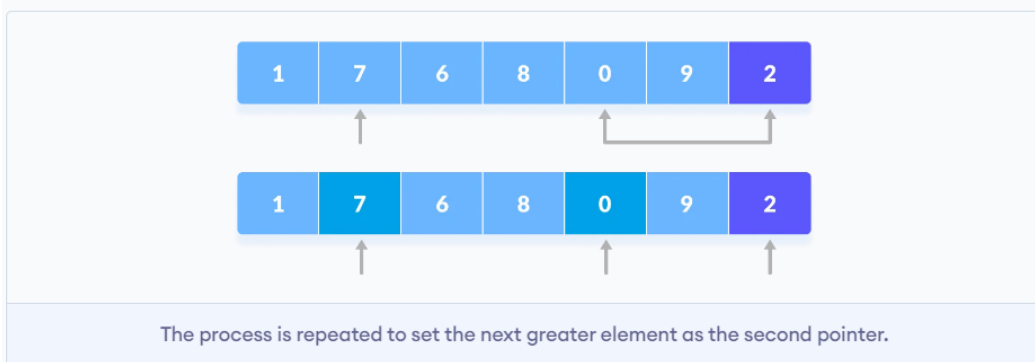 1 7 6 8 0 9 2
1 7 6 8 0 9 2
The process is repeated to set the next greater element as the second pointer.